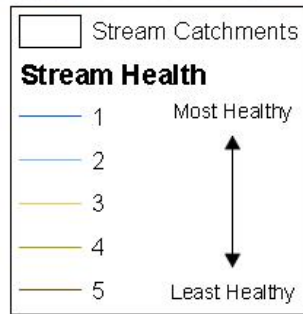 Stream Catchments
Stream Health
1 Most Healthy
2
3
4
5 Least Healthy